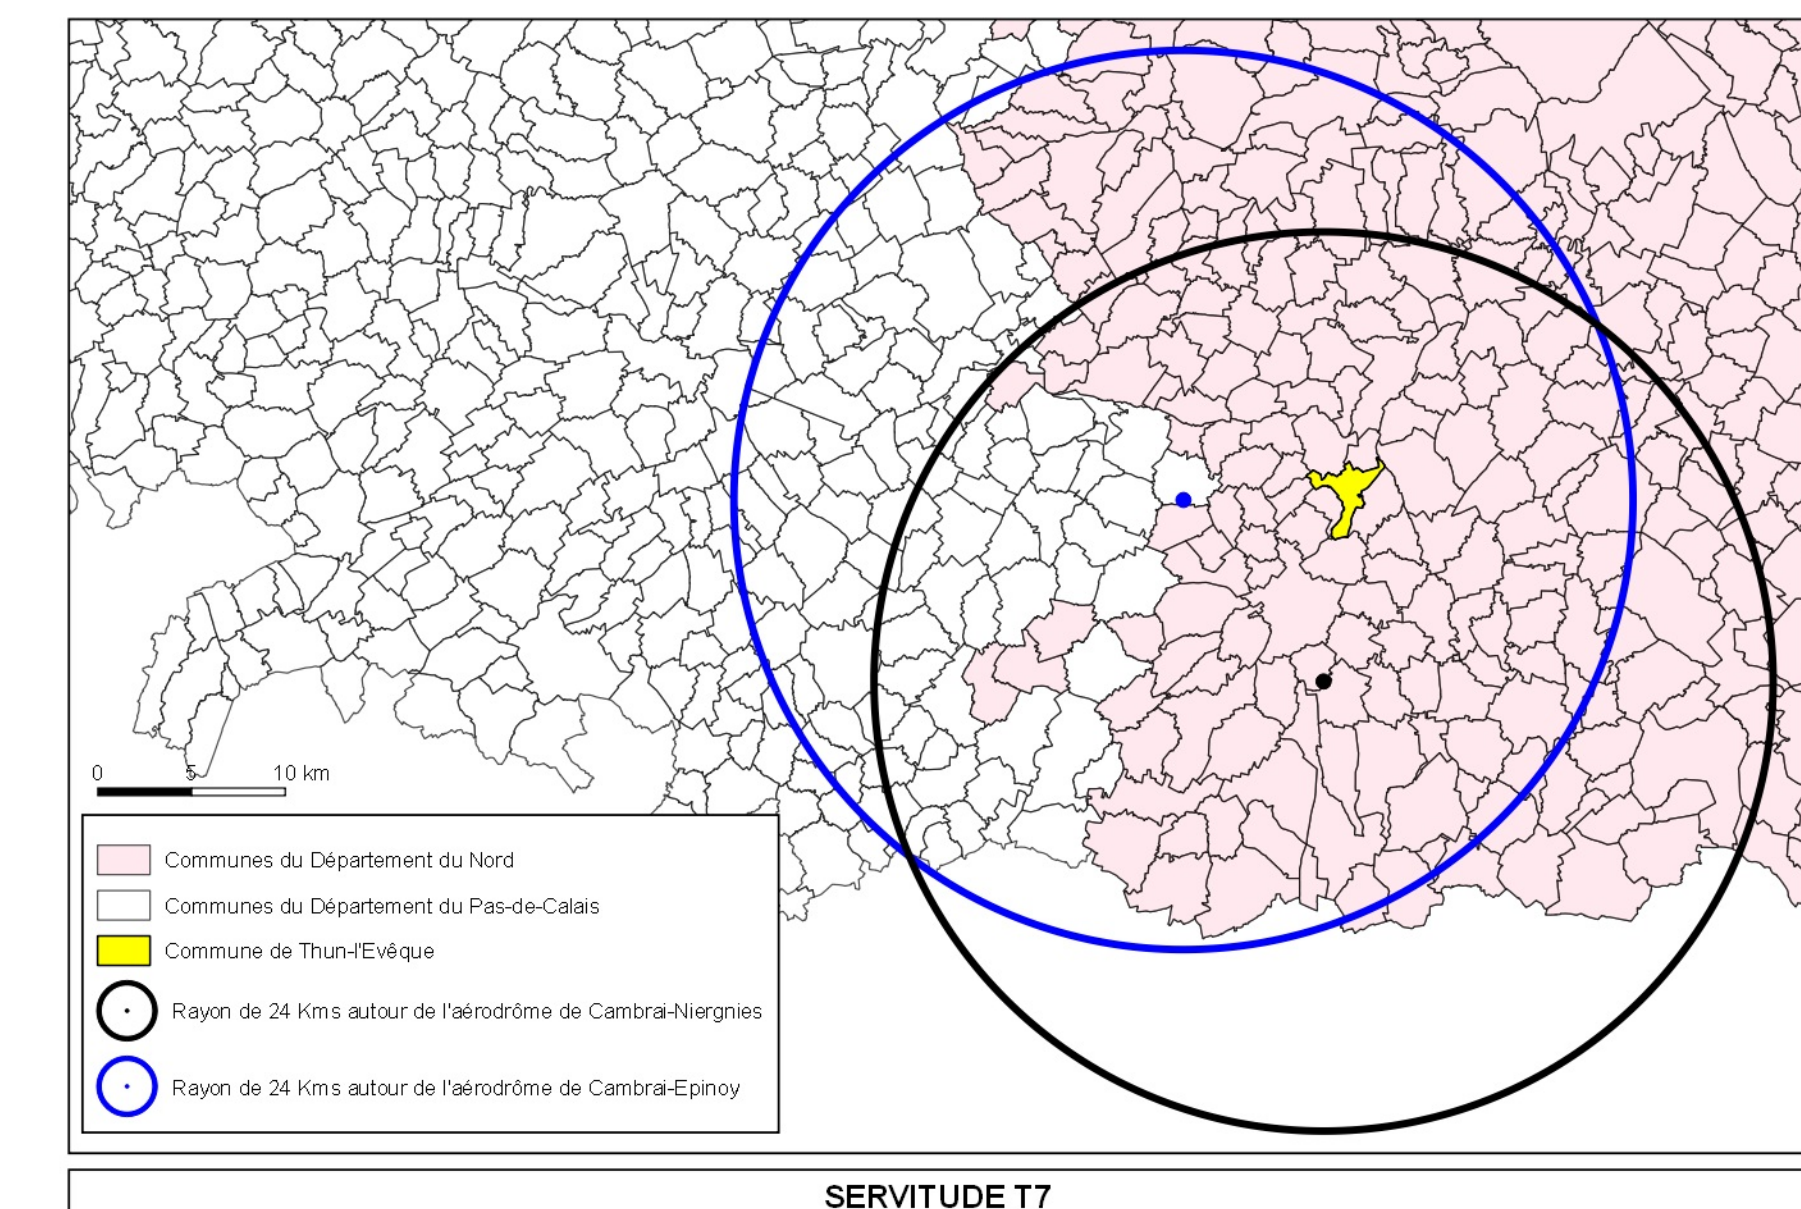 0 5 10 km
Communes du Département du Nord
Communes du Département du Pas-de-Calais
Commune de Thun-l'Evêque
Rayon de 24 Kms autour de l'aérodrôme de Cambrai-Niergnies
Rayon de 24 Kms autour de l'aérodrôme de Cambrai-Epinoy
SERVITUDE T7